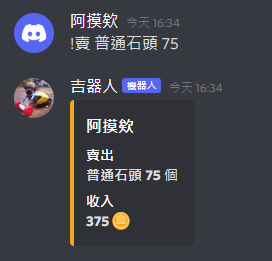 阿摸欸 今天 16:34
!賣 普通石頭 75
吉器人 機器人 今天 16:34
阿摸欸
賣出
普通石頭 75 個
收入
375